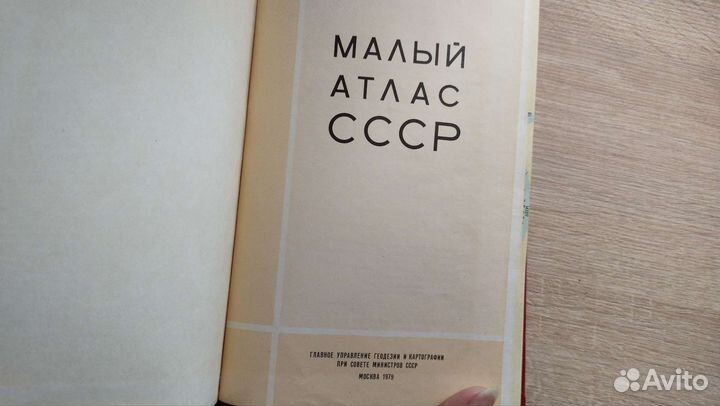 МАЛЫЙ
АТЛАС
СССР
ГЛАВНОЕ УПРАВЛЕНИЕ ГЕОДЕЗИИ И КАРТОГРАФИИ
ПРИ СОВЕТЕ МИНИСТРОВ СССР
МОСКВА 1979
Avito